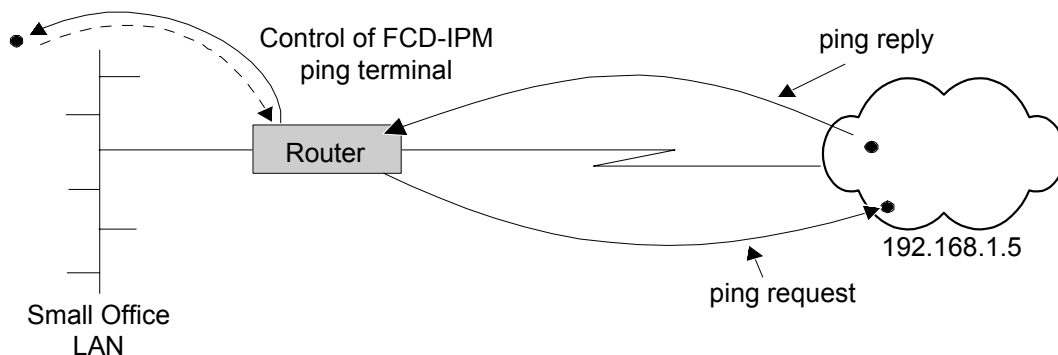 Control of FCD-IPM
ping terminal
ping reply
Router
192.168.1.5
ping request
Small Office
LAN